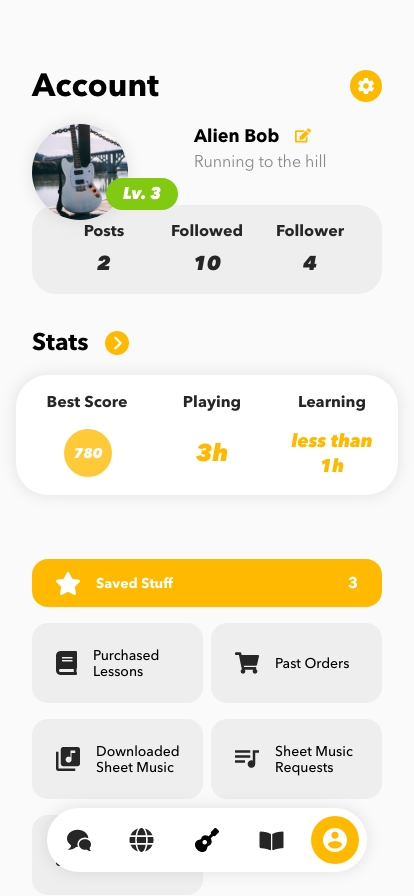 Account
Alien Bob
Running to the hill
Lv. 3
Posts Followed Follower
2 10 4
Stats
Best Score Playing Learning
780 3h less than
1h
Saved Stuff 3
Purchased
Lessons
Past Orders
Downloaded
Sheet Music
Sheet Music
Requests